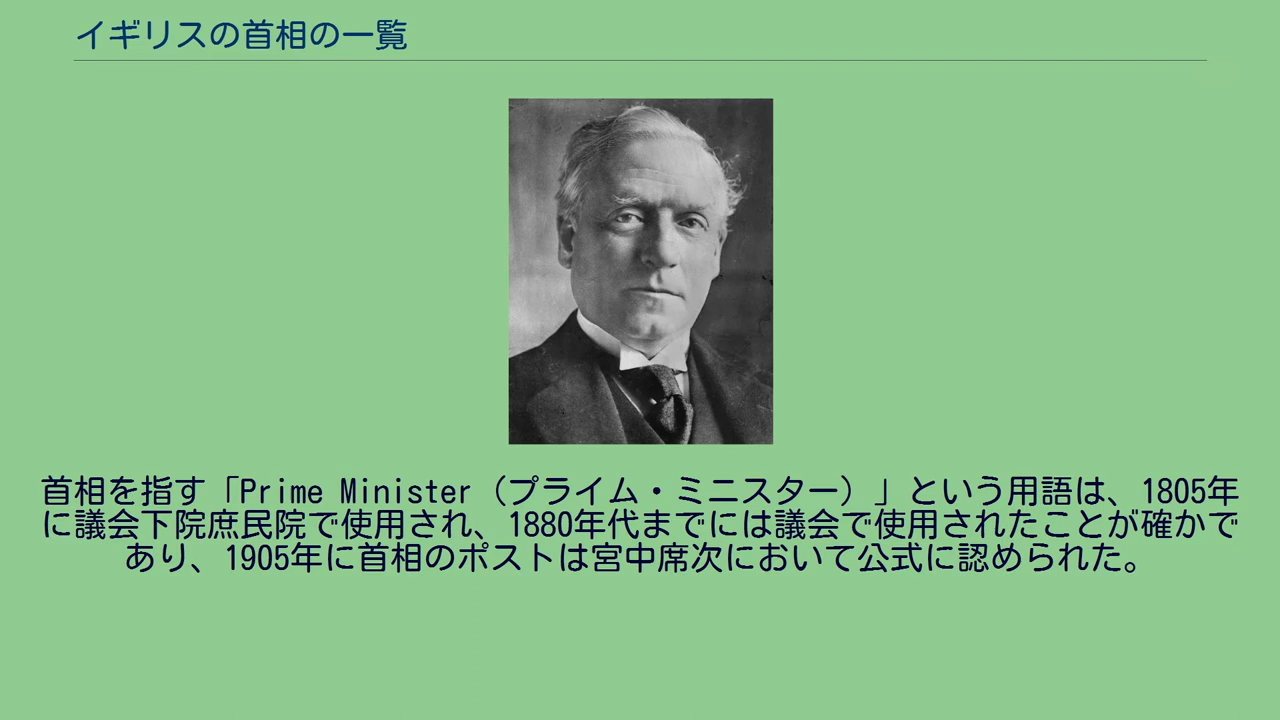 イギリスの首相の一覧
首相を指す「Prime Minister（プライム・ミニスター）」という用語は、1805年
に議会下院庶民院で使用され、1880年代までには議会で使用されたことが確かで
あり、1905年に首相のポストは宮中席次において公式に認められた。